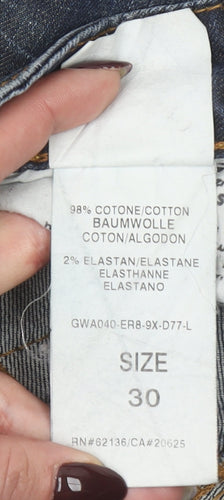 98% COTONE/COTTON
BAUMWOLLE
COTON/ALGODON
2% ELASTAN/ELASTANE
ELASTHANNE
ELASTANO
GWA040-ER8-9X-D77-L
SIZE
30
RN#62136/CA#20625